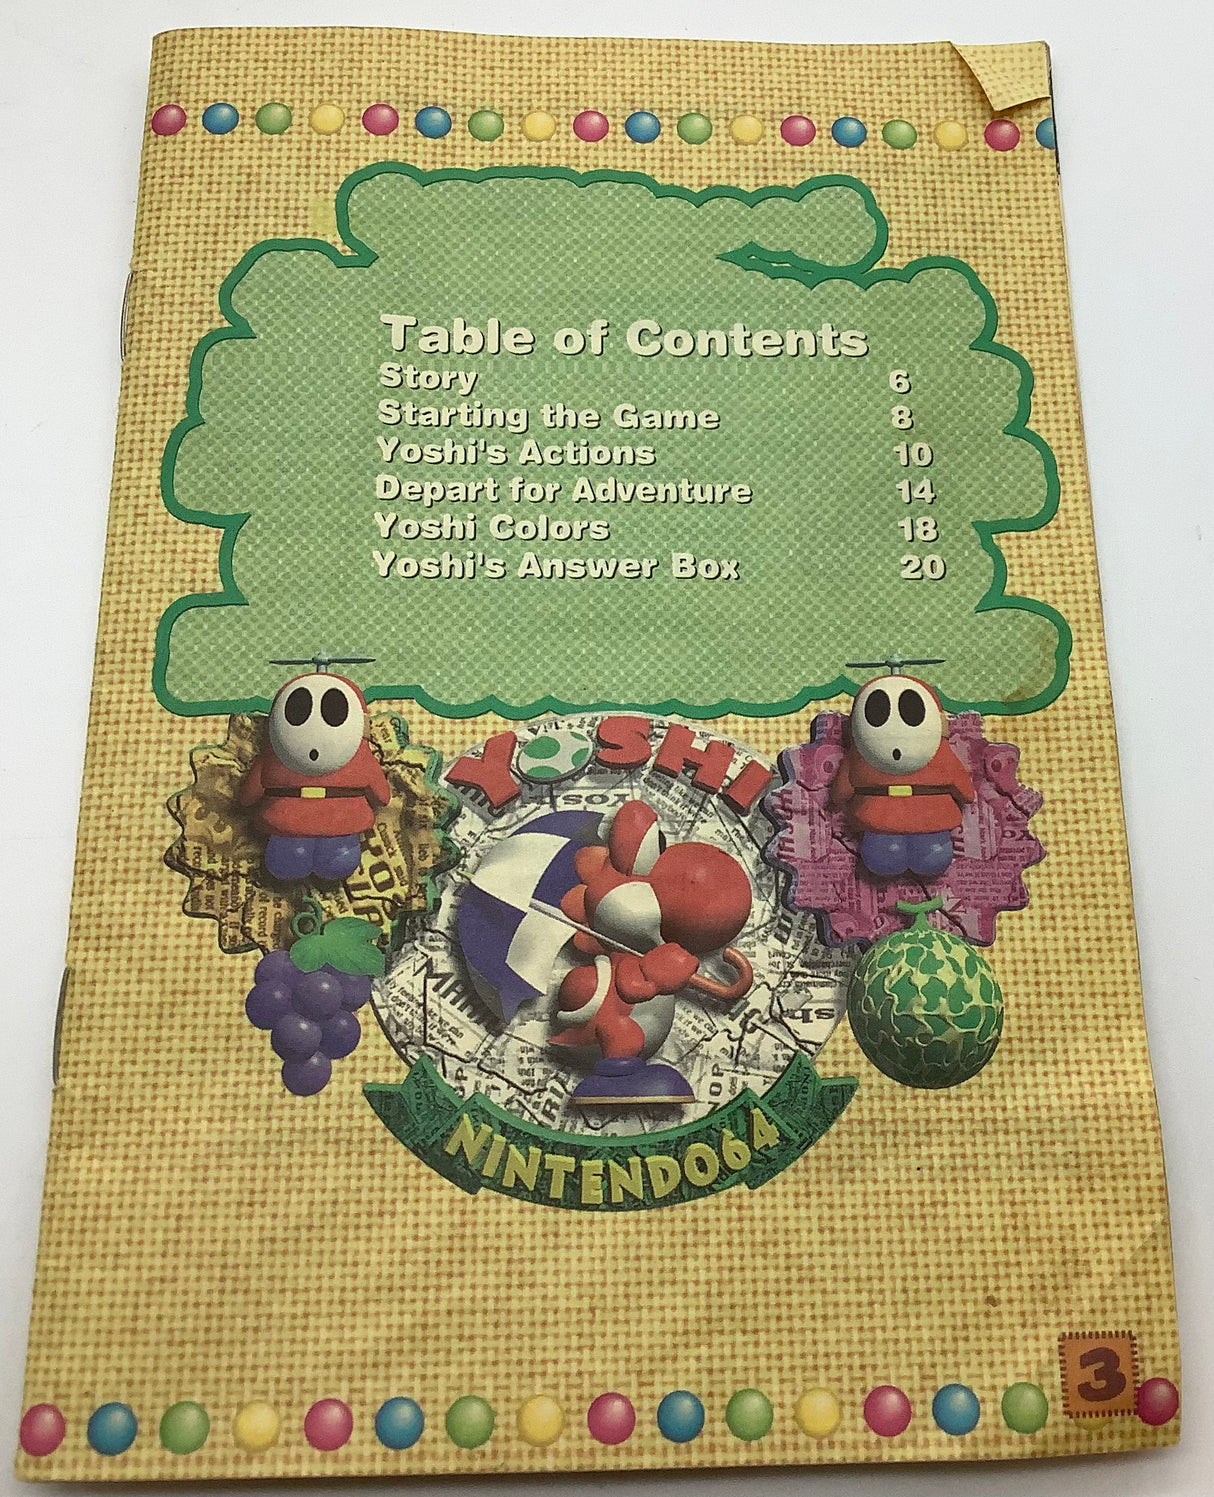 Table of Contents
Story 6
Starting the Game 8
Yoshi's Actions 10
Depart for Adventure 14
Yoshi Colors 18
Yoshi's Answer Box 20
YOSHI
NINTENDO64
3